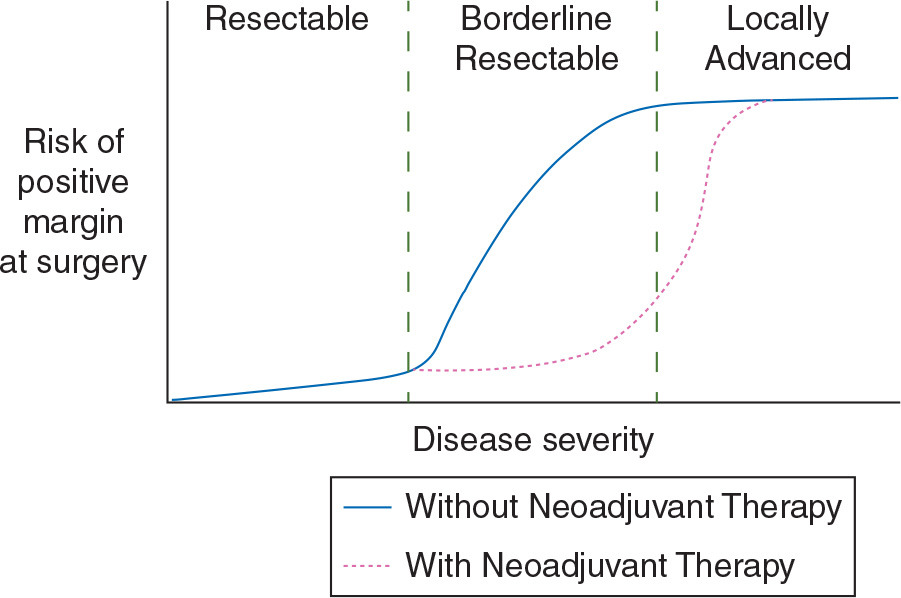 Resectable
Borderline
Resectable
Locally
Advanced
Risk of
positive
margin
at surgery
Disease severity
Without Neoadjuvant Therapy
With Neoadjuvant Therapy